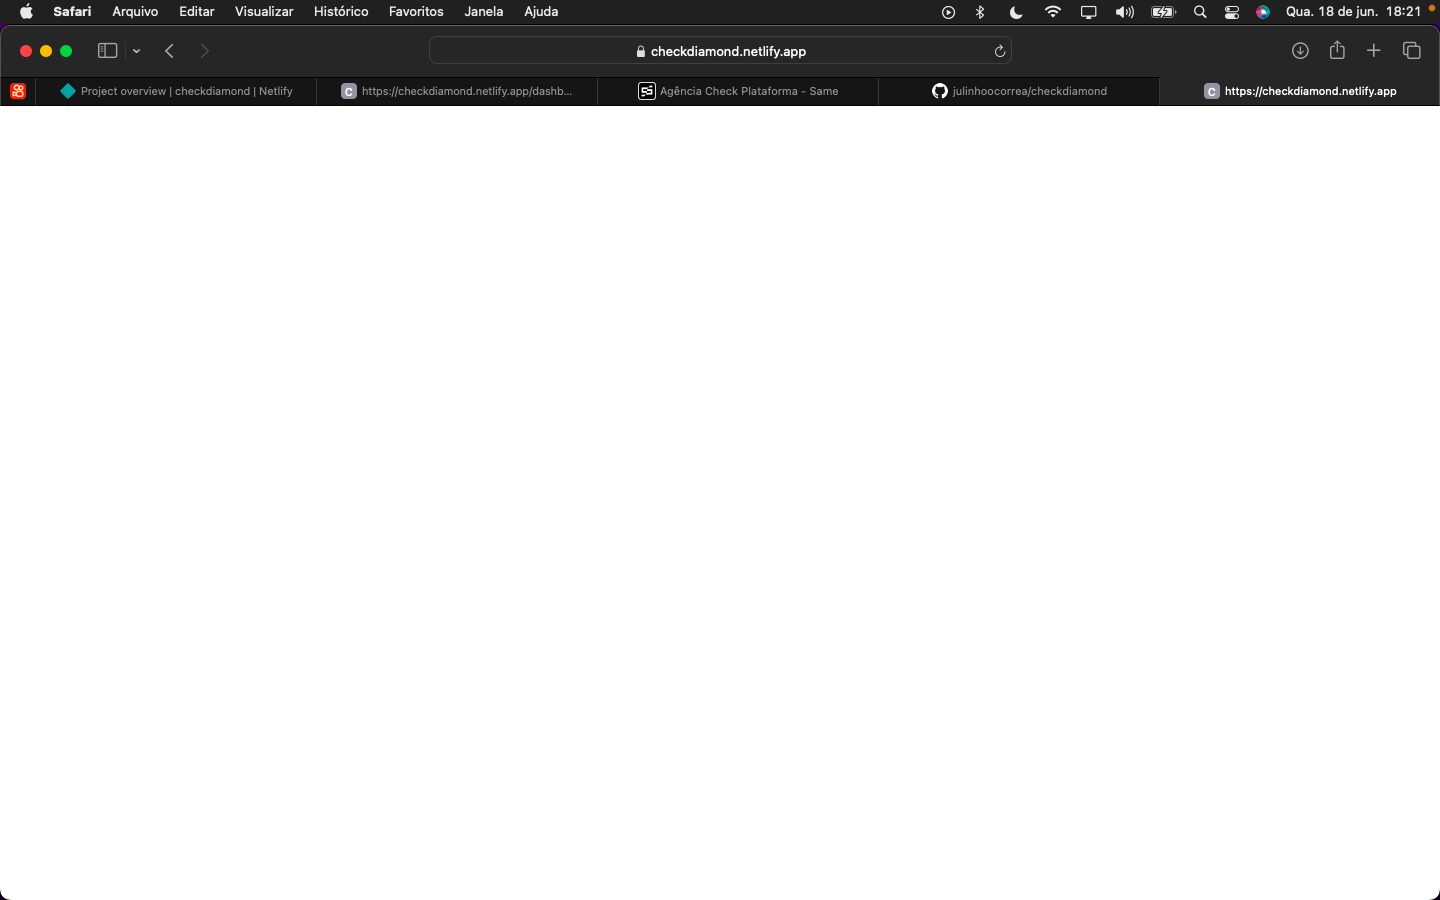 Safari Arquivo Editar Visualizar Histórico Favoritos Janela Ajuda Qua. 18 de jun. 18:21
checkdiamond.netlify.app
Project overview | checkdiamond | Netlify
C https://checkdiamond.netlify.app/dashb...
Agência Check Plataforma - Same
julinhoocorrea/checkdiamond
C https://checkdiamond.netlify.app